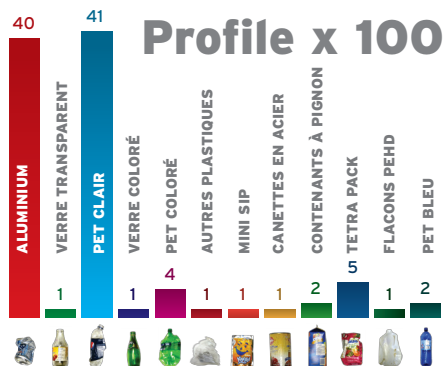 Profile x 100
40
ALUMINIUM
1
VERRE TRANSPARENT
41
PET CLAIR
1
VERRE COLORÉ
4
PET COLORÉ
1
AUTRES PLASTIQUES
1
MINI SIP
1
CANETTES EN ACIER
2
CONTENANTS À PIGNON
5
TETRA PACK
1
FLACONS PEHD
2
PET BLEU